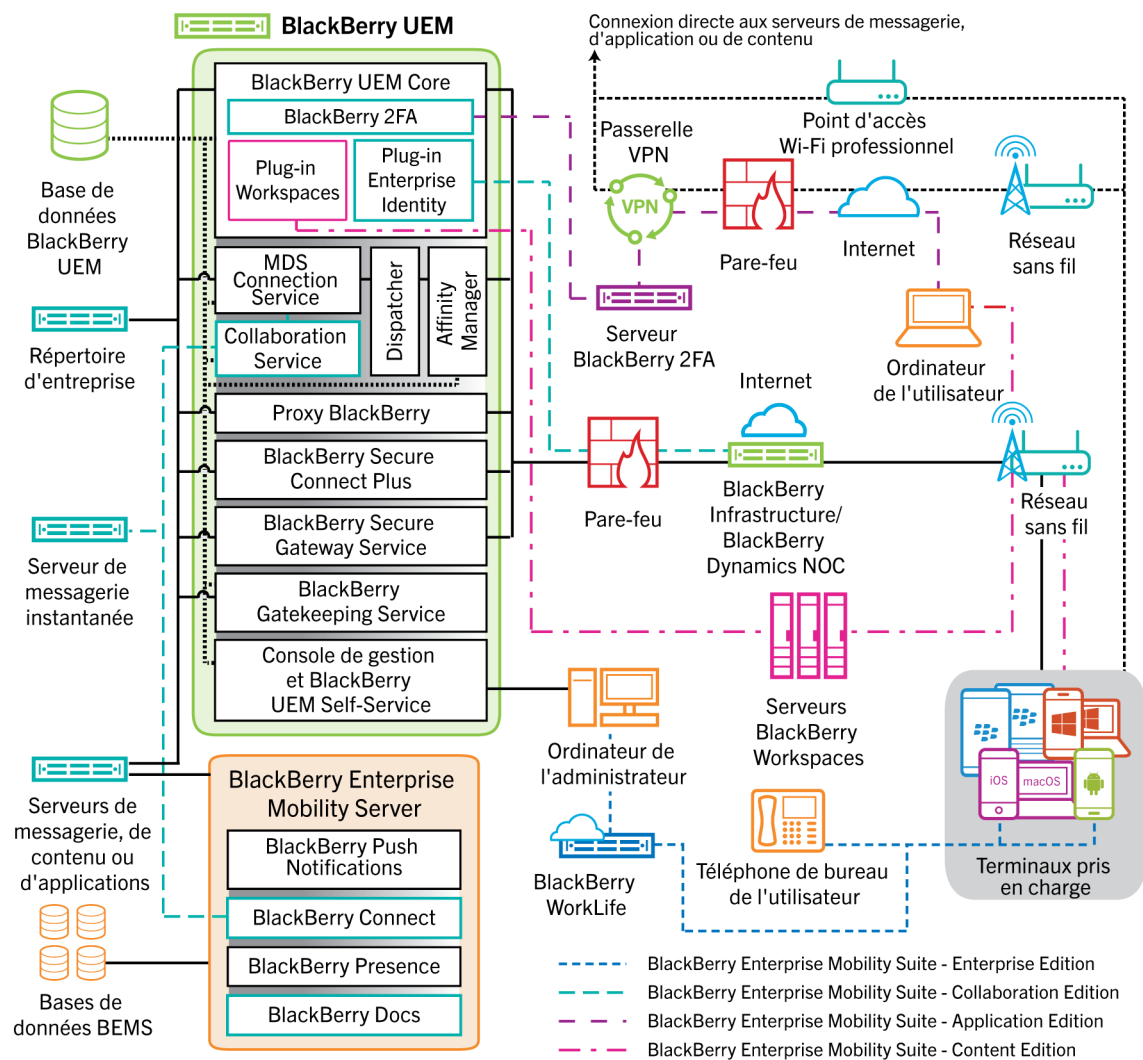 BlackBerry UEM
Connexion directe aux serveurs de messagerie,
d'application ou de contenu
BlackBerry UEM Core
BlackBerry 2FA
Plug-in
Workspaces
Plug-in
Enterprise
Identity
Base de
données
BlackBerry
UEM
Passerelle
VPN
VPN
Point d'accès
Wi-Fi professionnel
Pare-feu
Internet
Réseau
sans fil
MDS
Connection
Service
Collaboration
Service
Dispatcher
Affinity
Manager
Répertoire
d'entreprise
Serveur
BlackBerry 2FA
Ordinateur
de l'utilisateur
Proxy BlackBerry
BlackBerry Secure
Connect Plus
BlackBerry Secure
Gateway Service
BlackBerry
Gatekeeping Service
Console de gestion
et BlackBerry
UEM Self-Service
Internet
Pare-feu
BlackBerry
Infrastructure/
BlackBerry
Dynamics NOC
Réseau
sans fil
Serveur de
messagerie
instantanée
Serveurs
BlackBerry
Workspaces
Ordinateur de
l'administrateur
Serveurs de
messagerie, de
contenu ou
d'applications
BlackBerry Enterprise
Mobility Server
BlackBerry Push
Notifications
BlackBerry Connect
BlackBerry Presence
BlackBerry Docs
Bases de
données BEMS
BlackBerry
WorkLife
Téléphone de bureau
de l'utilisateur
iOS
macOS
Terminaux pris
en charge
BlackBerry Enterprise Mobility Suite - Enterprise Edition
BlackBerry Enterprise Mobility Suite - Collaboration Edition
BlackBerry Enterprise Mobility Suite - Application Edition
BlackBerry Enterprise Mobility Suite - Content Edition